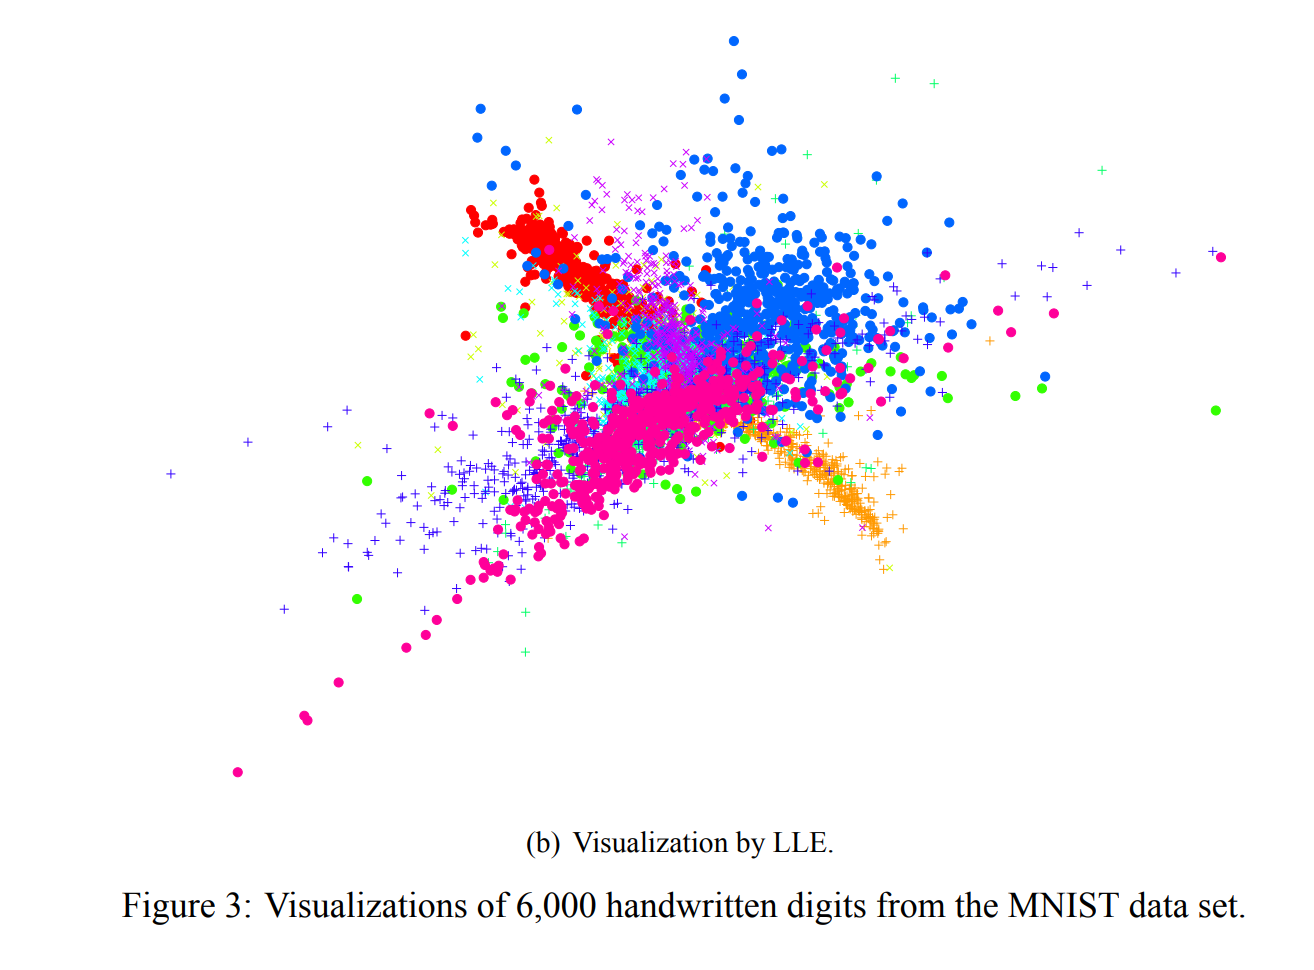 (b) Visualization by LLE.
Figure 3: Visualizations of 6,000 handwritten digits from the MNIST data set.